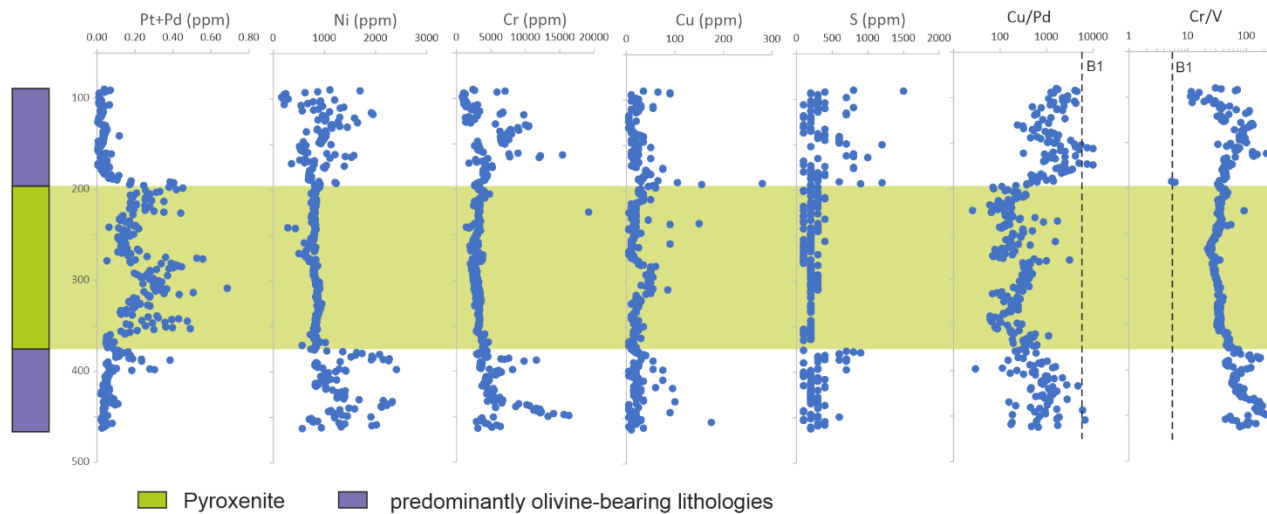 Pt+Pd (ppm) Ni (ppm) Cr (ppm) Cu (ppm) S (ppm) Cu/Pd Cr/V
0.00 0.20 0.40 0.60 0.80 0 1000 2000 3000 0 5000 10000 15000 20000 0 100 200 300 0 500 1000 1500 2000 100 1000 10000 1 10 100
B1 B1
100
200
300
400
500
Pyroxenite predominantly olivine-bearing lithologies